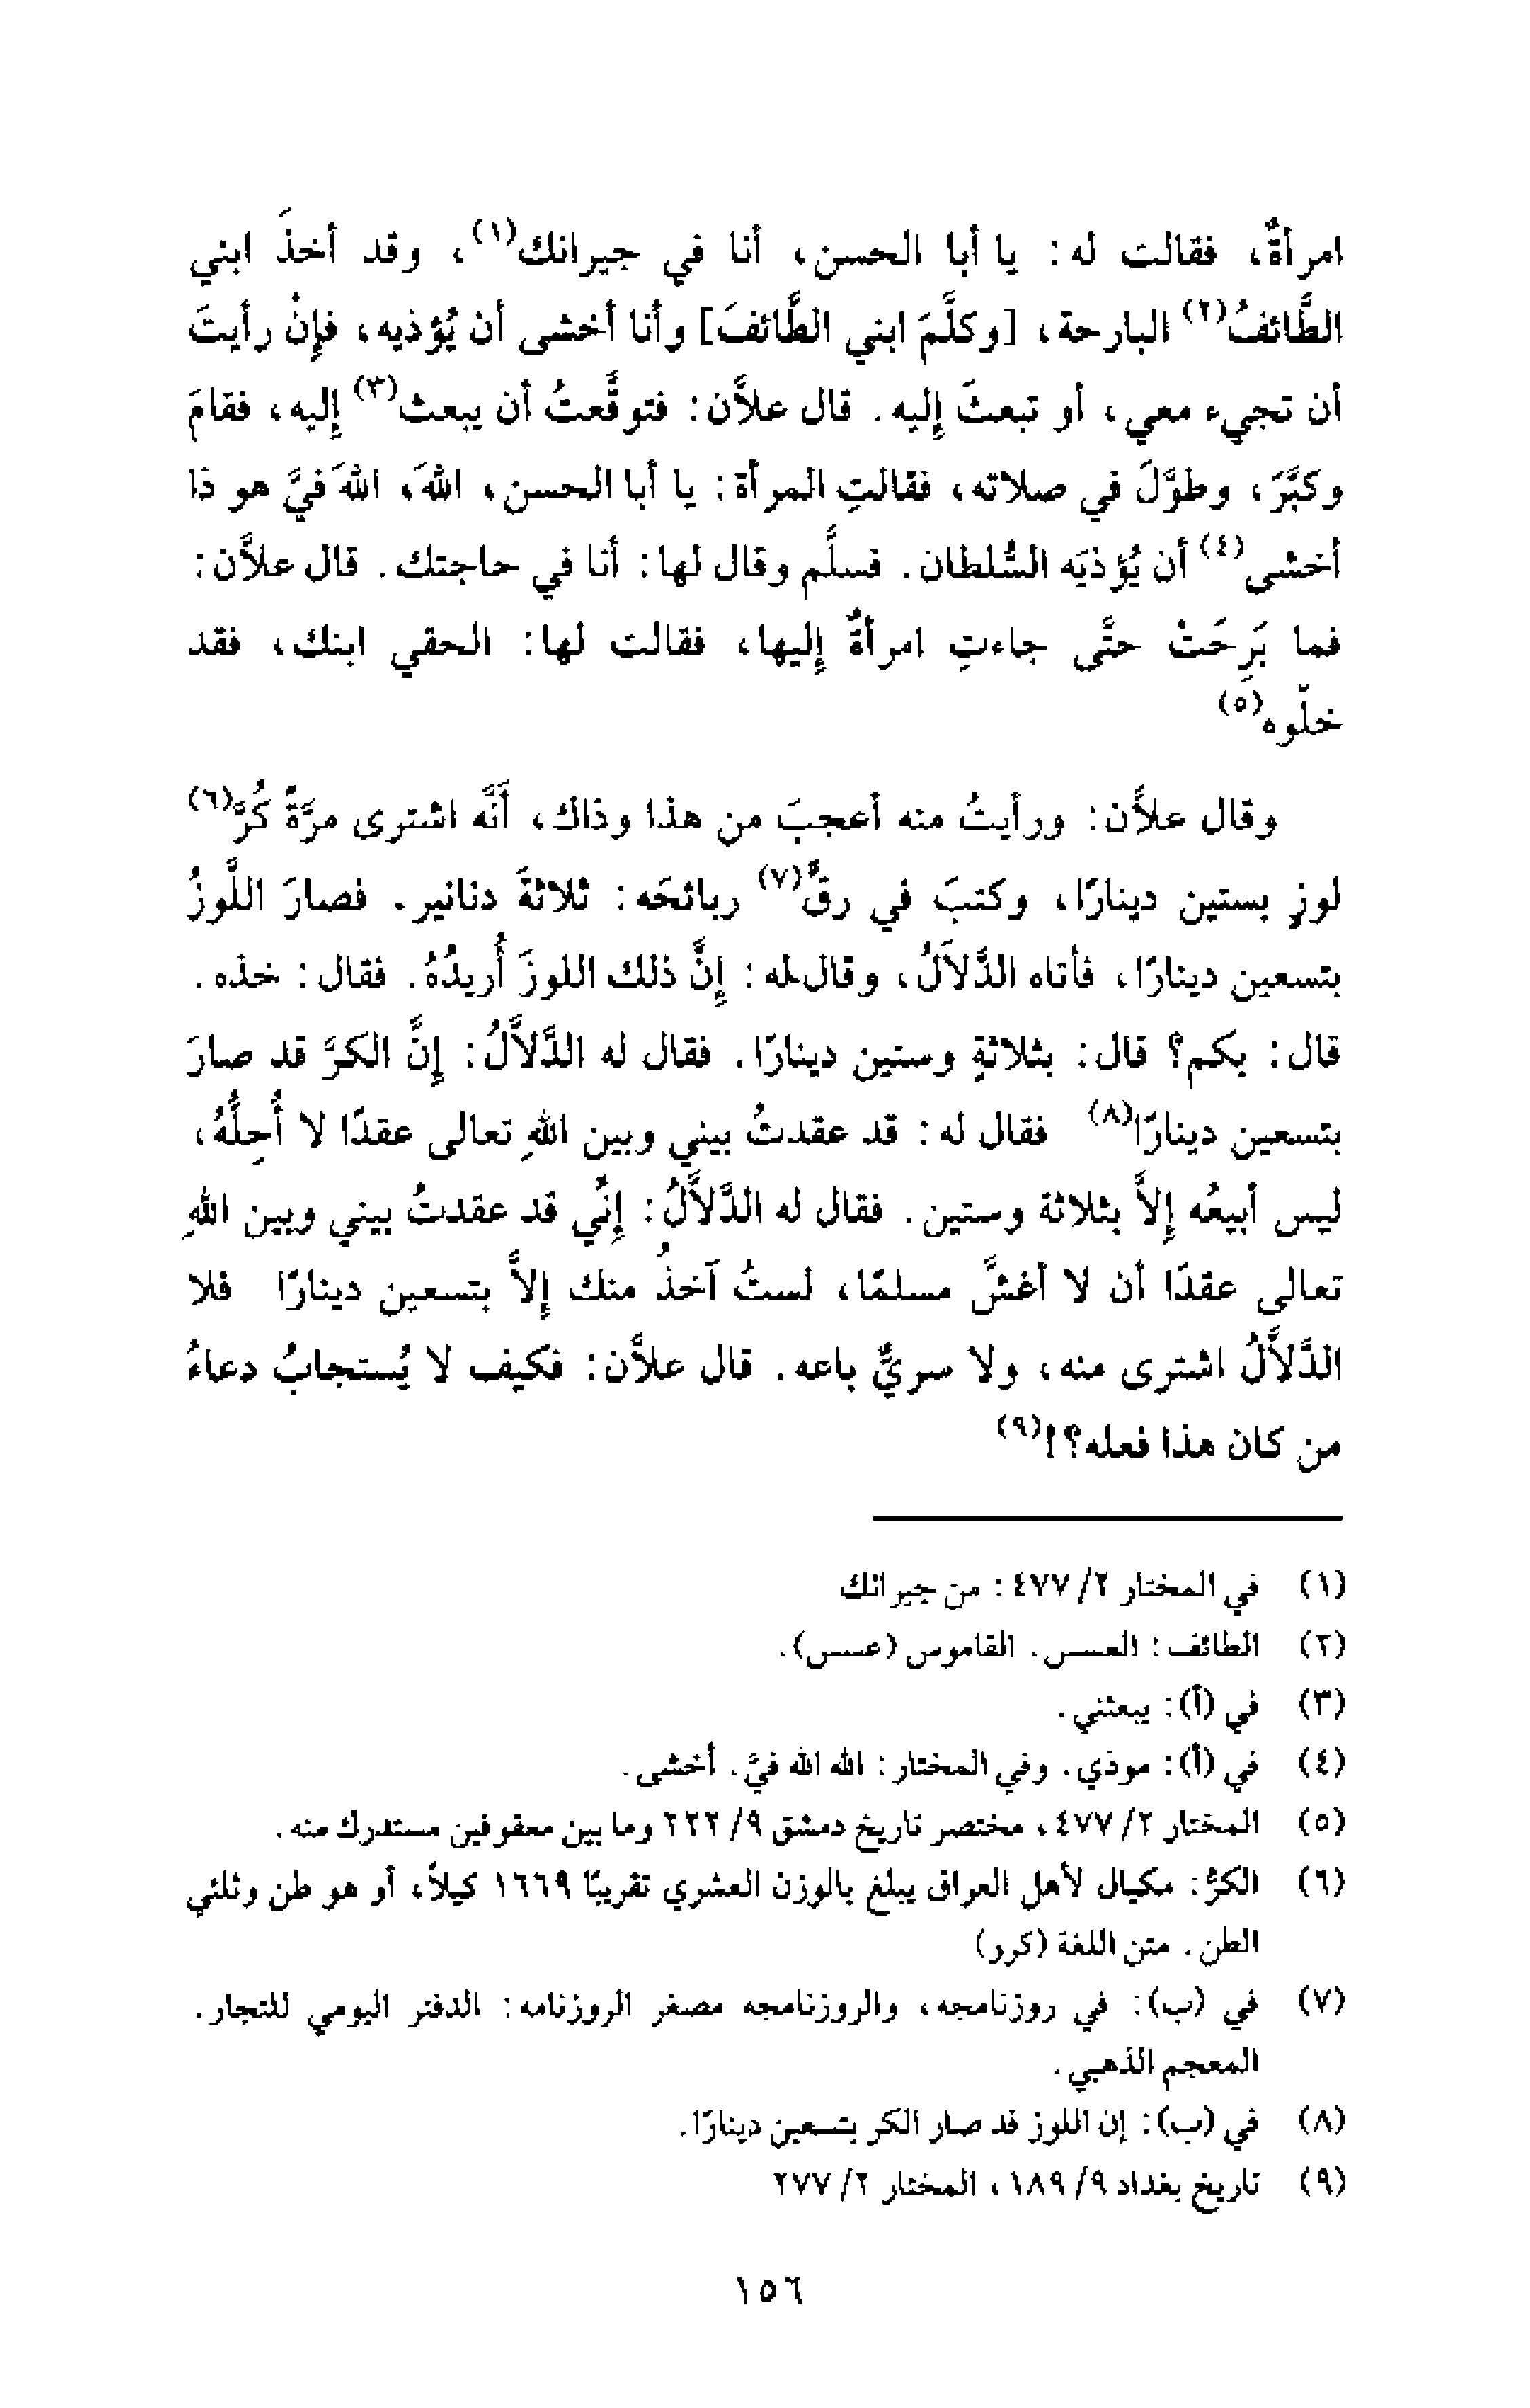 امرأةٌ، فقالت له: يا أبا الحسن، أنا في جيرانك(١)، وقد أخذَ ابني
الطَّائفُ(٢) البارحة، [وكلَّمَ ابني الطَّائفَ] وأنا أخشى أن يُؤذيه، فإنْ رأيتَ
أن تجيء معي، أو تبعثَ إليه. قال علاَّن: فتوقَّعتُ أن يبعث(٣) إليه، فقامَ
وكبَّرَ، وطوَّلَ في صلاته، فقالتِ المرأة: يا أبا الحسن، اللهَ، اللهَ فيَّ هو ذا
أخشى(٤) أن يُؤذيَه السُّلطان. فسلَّم وقال لها: أنا في حاجتك. قال علاَّن:
فما بَرِحَتْ حتَّى جاءتِ امرأةٌ إليها، فقالت لها: الحقي ابنك، فقد
خلّوه(٥)
وقال علاَّن: ورأيتُ منه أعجبَ من هذا وذاك، أَنَّه اشترى مرَّةً كُرَّ(٦)
لوزٍ بستين دينارًا، وكتبَ في رقٍّ(٧) ربائحَه: ثلاثةَ دنانير. فصارَ اللَّوزُ
بتسعين دينارًا، فأتاه الدَّلاَلُ، وقال له: إنَّ ذلك اللوزَ أُريدُهُ. فقال: خذه.
قال: بكم؟ قال: بثلاثةٍ وستين دينارًا. فقال له الدَّلاَّلُ: إنَّ الكرَّ قد صارَ
بتسعين دينارًا(٨) فقال له: قد عقدتُ بيني وبين اللهِ تعالى عقدًا لا أُحِلُّهُ،
ليس أبيعُه إلاَّ بثلاثة وستين. فقال له الدَّلاَّلُ: إنِّي قد عقدتُ بيني وبين اللهِ
تعالى عقدًا أن لا أغشَّ مسلمًا، لستُ آخذُ منك إلاَّ بتسعين دينارًا فلا
الدَّلاَّلُ اشترى منه، ولا سريٌّ باعه. قال علاَّن: فكيف لا يُستجابُ دعاءُ
من كان هذا فعله؟!(٩)
(١) في المختار ٢/ ٤٧٧: من جيرانك
(٢) الطائف: العسس. القاموس (عسس).
(٣) في (أ): يبعثني.
(٤) في (أ): موذي. وفي المختار: الله الله فيَّ. أخشى.
(٥) المختار ٢/ ٤٧٧، مختصر تاريخ دمشق ٩/ ٢٢٢ وما بين معقوفين مستدرك منه.
(٦) الكرُّ: مكيال لأهل العراق يبلغ بالوزن العشري تقريبًا ١٦٦٩ كيلاً، أو هو طن وثلثي
الطن. متن اللغة (كرر)
(٧) في (ب): في روزنامجه، والروزنامجه مصغر الروزنامه: الدفتر اليومي للتجار.
المعجم الذهبي.
(٨) في (ب): إن اللوز قد صار الكر بتسعين دينارًا.
(٩) تاريخ بغداد ٩/ ١٨٩، المختار ٢/ ٢٧٧
١٥٦